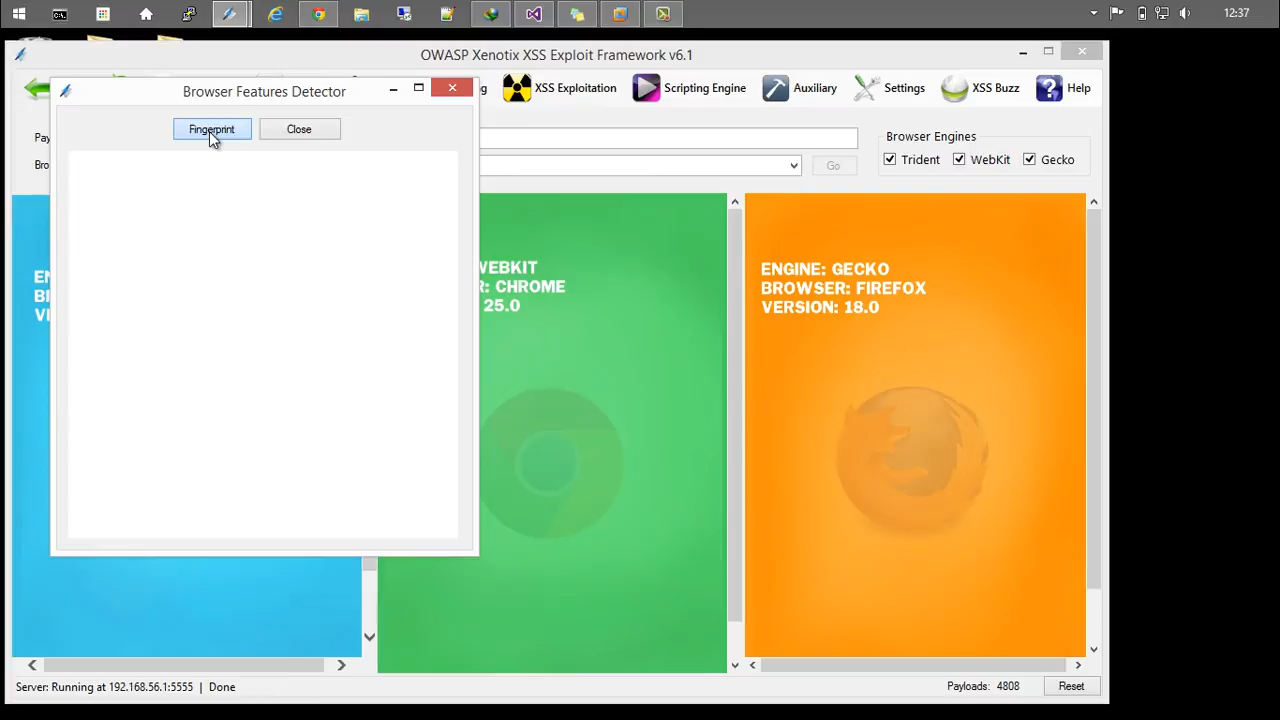 12:37
OWASP Xenotix XSS Exploit Framework v6.1
XSS Exploitation
Scripting Engine
Auxiliary
Settings
XSS Buzz
Help
Browser Features Detector
Fingerprint
Close
Go
Browser Engines
Trident
WebKit
Gecko
WEBKIT
CHROME
25.0
ENGINE: GECKO
BROWSER: FIREFOX
VERSION: 18.0
Server: Running at 192.168.56.1:5555 | Done
Payloads: 4808
Reset